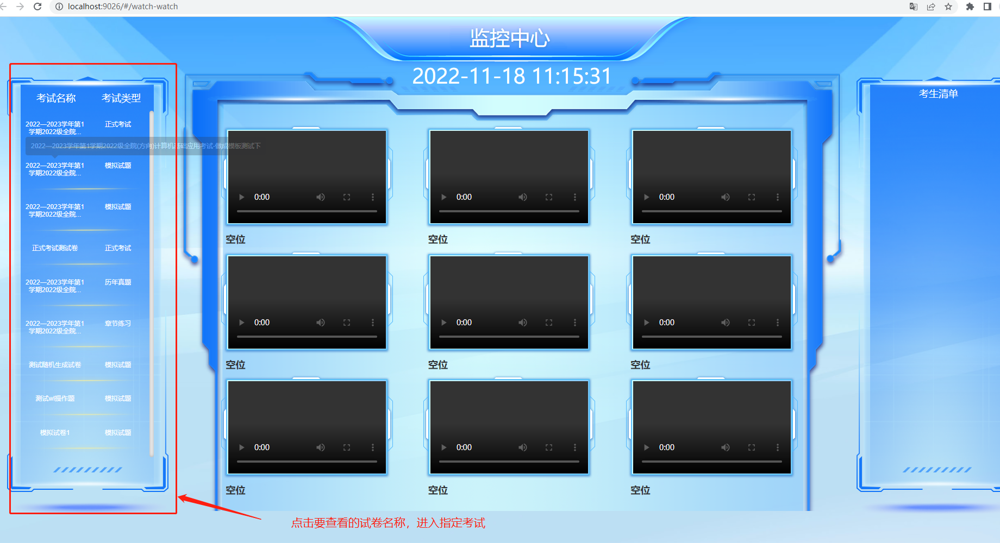 localhost:9026/#/watch-watch
监控中心
2022-11-18 11:15:31
考试名称 考试类型
2022—2023学年第1 正式考试
学期2022级全院...
2022—2023学年第1学期2022级全院(方向)计算机基础应用考试-做成模板测试下
2022—2023学年第1 模拟试题
学期2022级全院...
2022—2023学年第1 模拟试题
学期2022级全院...
正式考试测试卷 正式考试
2022—2023学年第1 历年真题
学期2022级全院...
2022—2023学年第1 章节练习
学期2022级全院...
测试随机生成试卷 模拟试题
测试wl操作题 模拟试题
模拟试卷1 模拟试题
0:00 0:00 0:00
空位 空位 空位
0:00 0:00 0:00
空位 空位 空位
0:00 0:00 0:00
空位 空位 空位
考生清单
点击要查看的试卷名称，进入指定考试